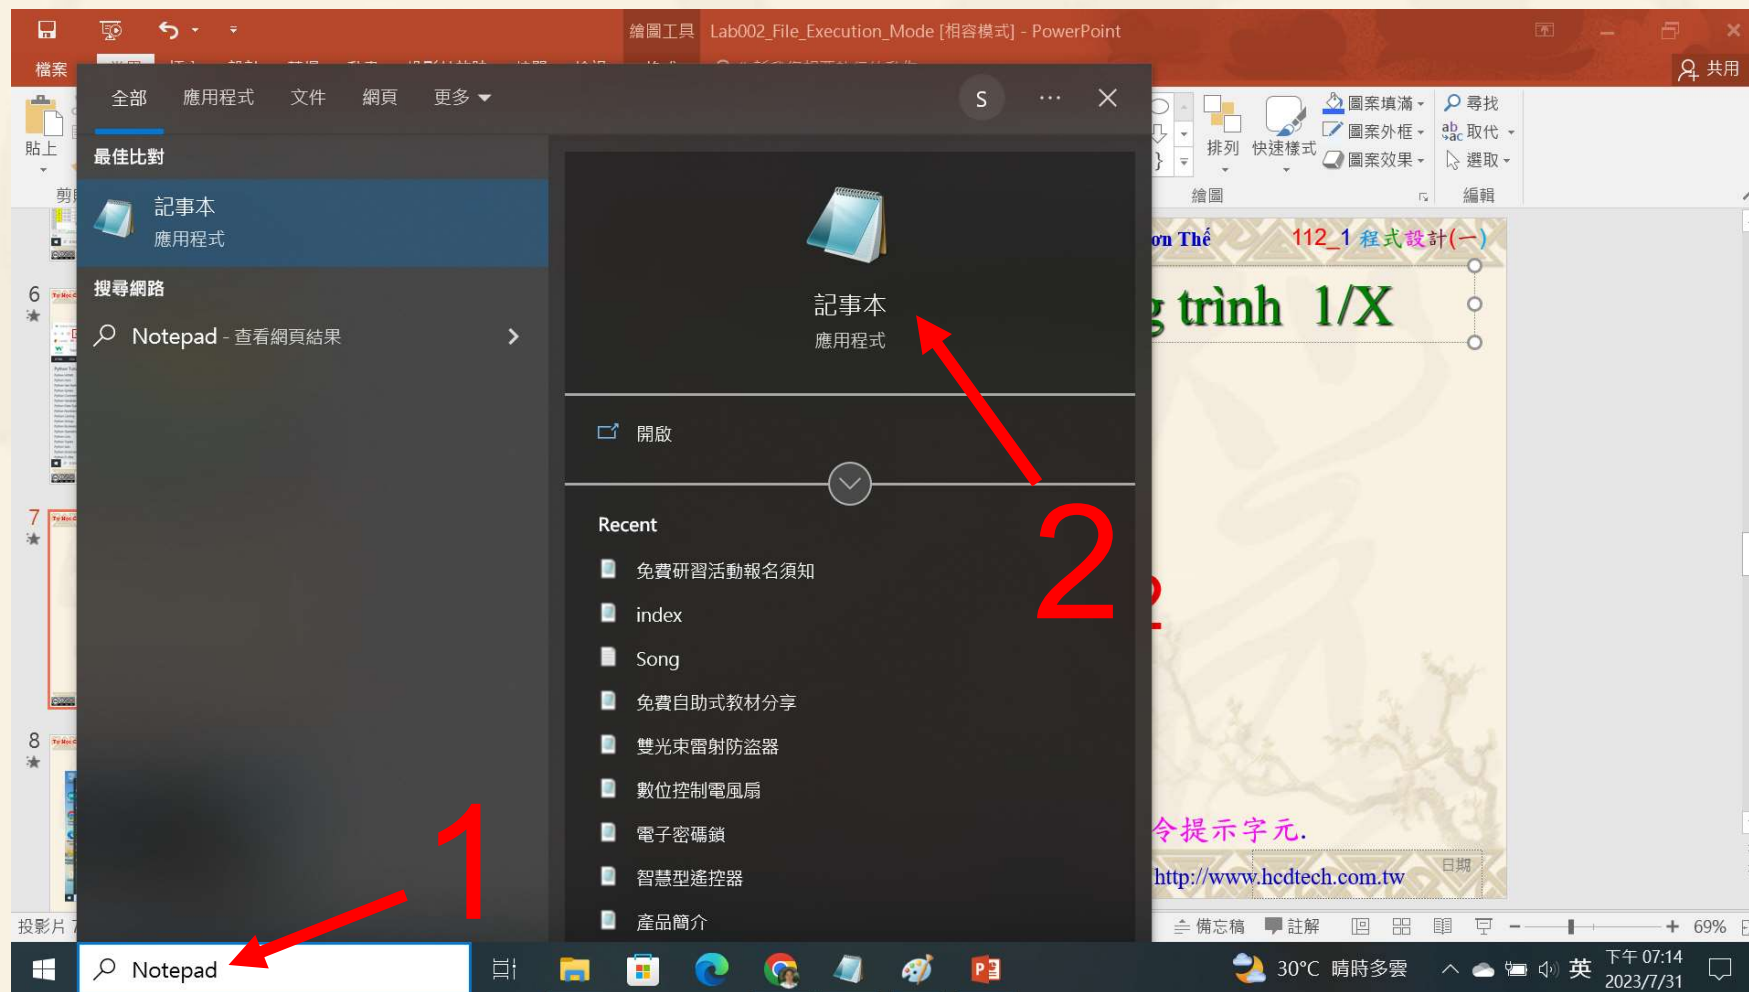 繪圖工具 Lab002_File_Execution_Mode [相容模式] - PowerPoint
檔案
共用
全部 應用程式 文件 網頁 更多
S
貼上
排列 快速樣式
圖案填滿
圖案外框
圖案效果
尋找
取代
選取
繪圖 編輯
最佳比對
記事本
應用程式
搜尋網路
Notepad - 查看網頁結果
記事本
應用程式
開啟
Recent
免費研習活動報名須知
index
Song
免費自助式教材分享
雙光束雷射防盜器
數位控制電風扇
電子密碼鎖
智慧型遙控器
產品簡介
1
2
6
7
8
ơn Thế 112_1 程式設計(一)
g trình 1/X
令提示字元.
http://www.hcdtech.com.tw
日期
投影片 7
備忘稿 註解 69%
Notepad
30°C 晴時多雲 英 下午 07:14
2023/7/31